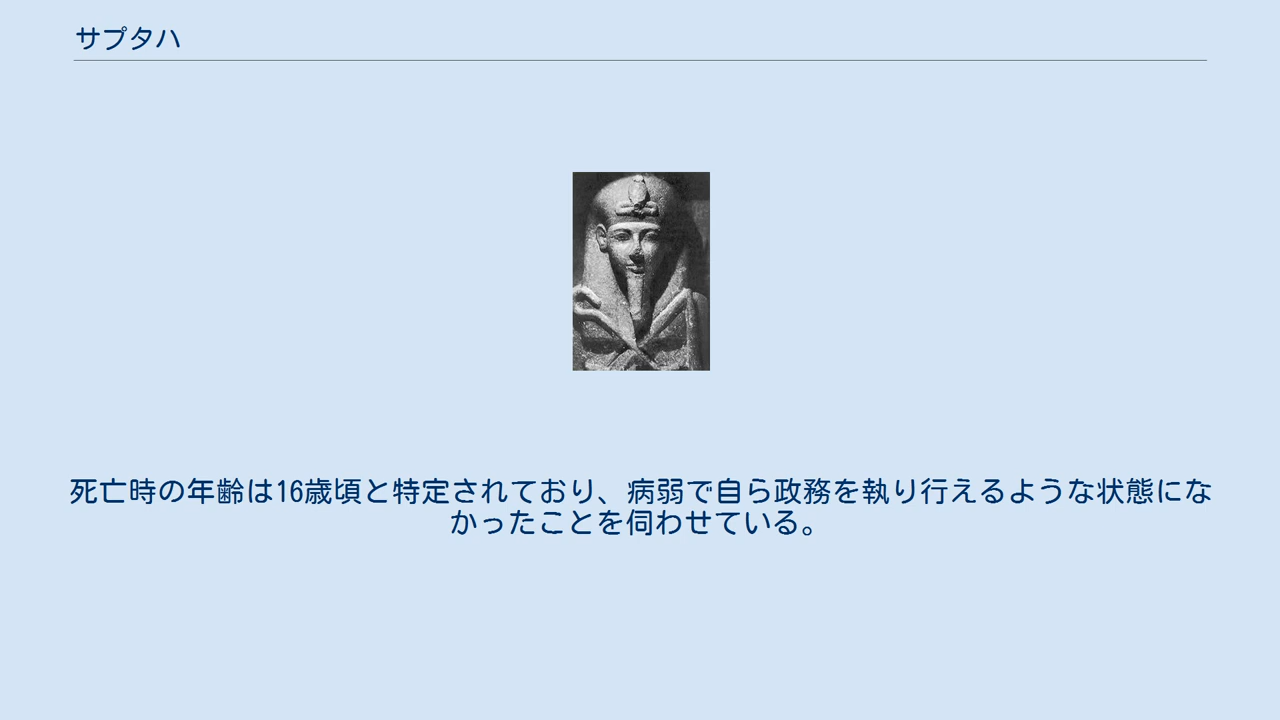 サプタハ
死亡時の年齢は16歳頃と特定されており、病弱で自ら政務を執り行えるような状態にな
かったことを伺わせている。